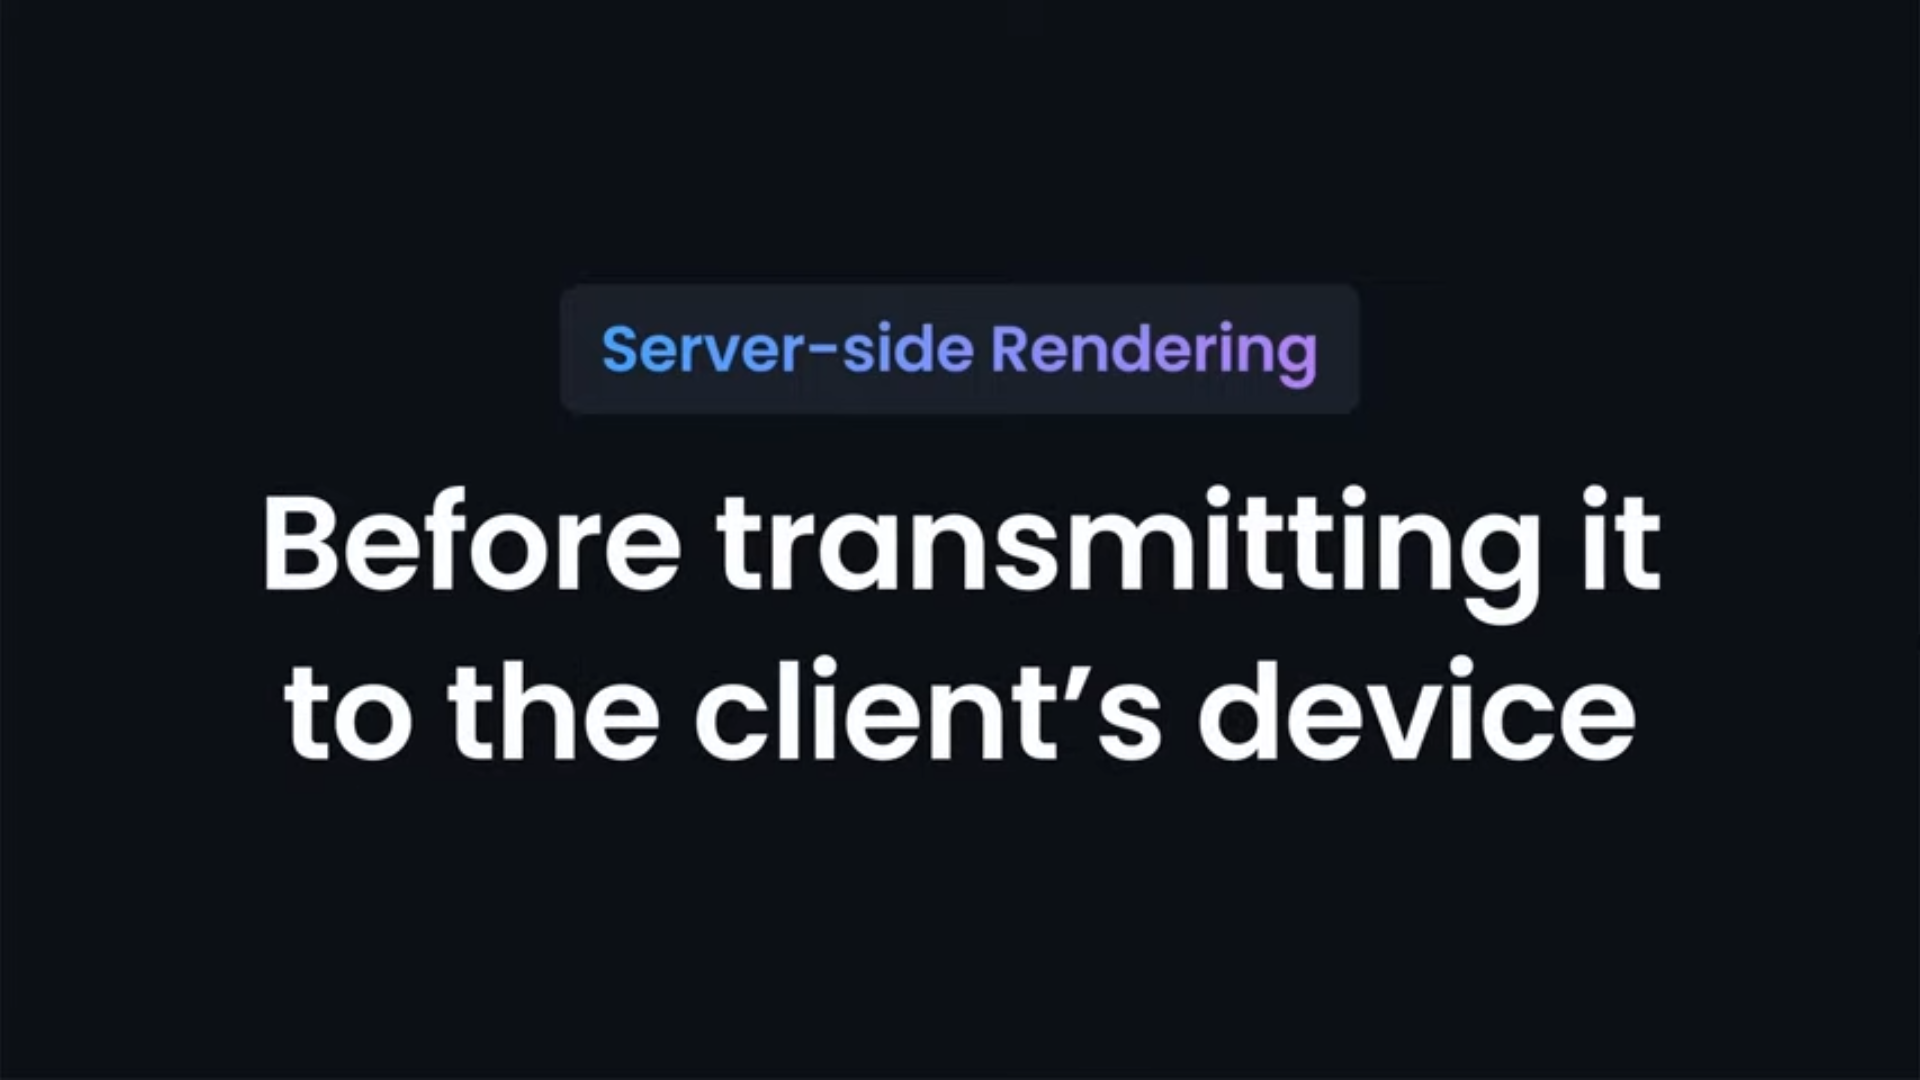 Server-side Rendering
Before transmitting it
to the client’s device